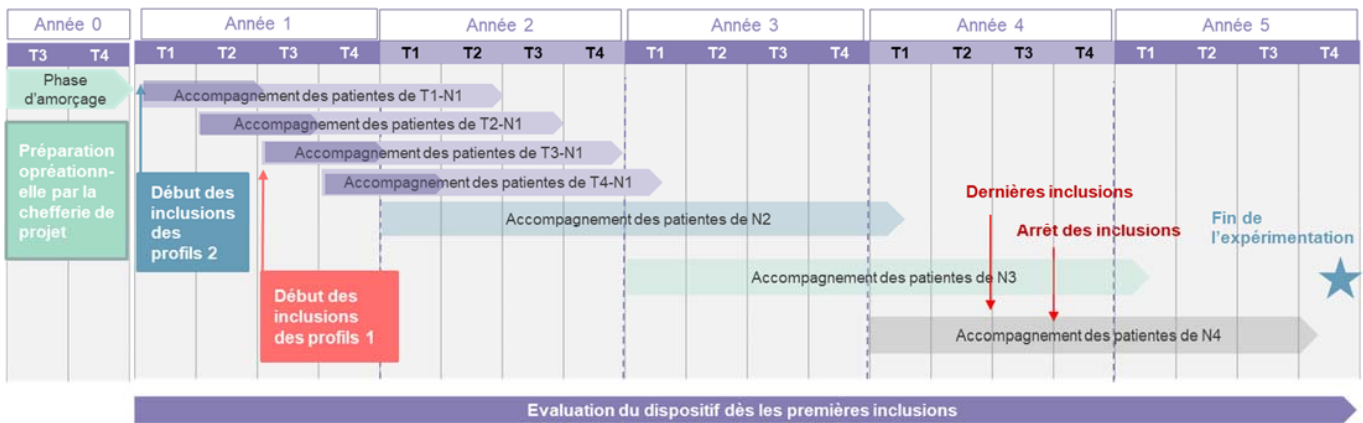 Année 0
Année 1
Année 2
Année 3
Année 4
Année 5
T3 T4 T1 T2 T3 T4 T1 T2 T3 T4 T1 T2 T3 T4 T1 T2 T3 T4 T1 T2 T3 T4
Phase
d'amorçage
Accompagnement des patientes de T1-N1
Accompagnement des patientes de T2-N1
Accompagnement des patientes de T3-N1
Accompagnement des patientes de T4-N1
Préparation
opréationn-
elle par la
chefferie de
projet
Début des
inclusions
des
profils 2
Accompagnement des patientes de N2
Dernières inclusions
Arrêt des inclusions
Fin de
l'expérimentation
Accompagnement des patientes de N3
Début des
inclusions
des profils 1
Accompagnement des patientes de N4
Evaluation du dispositif dès les premières inclusions